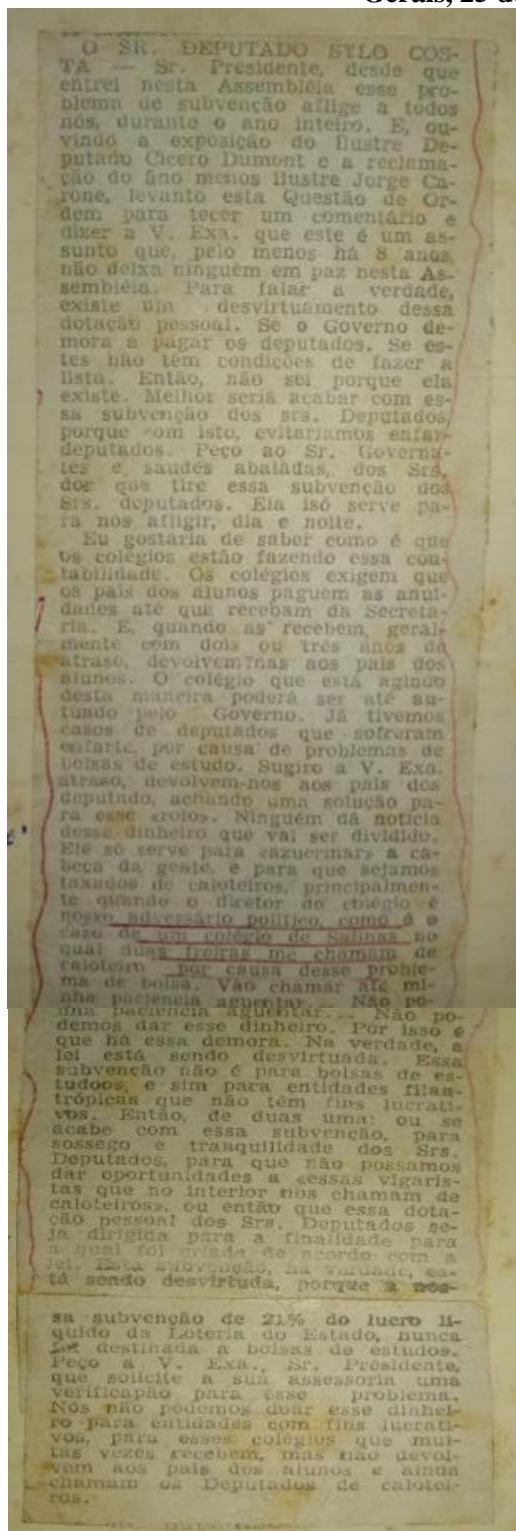 Gerais, 25 de
O SR. DEPUTADO SYLO COS-
TA — Sr. Presidente, desde que
entrei nesta Assembléia esse pro-
blema de subvenção aflige a todos
nós, durante o ano inteiro. E, ou-
vindo a exposição do ilustre De-
putado Cícero Dumont e a reclama-
ção do ãno menos ilustre Jorge Ca-
rone, levanto esta Questão de Or-
dem para tecer um comentário e
dizer a V. Exa. que este é um as-
sunto que, pelo menos há 8 anos,
não deixa ninguém em paz nesta As-
sembléia. Para falar a verdade,
existe um desvirtuamento dessa
dotação pessoal. Se o Governo de-
mora a pagar os deputados. Se es-
tes não têm condições de fazer a
lista. Então, não sei porque ela
existe. Melhor seria acabar com es-
sa subvenção dos srs. Deputados,
porque com isto, evitaríamos enfar-
deputados. Peço ao Sr. Governa-
tes e saudés abaladas, dos Srs.
dor que tire essa subvenção dos
Srs. deputados. Ela isó serve pa-
ra nos afligir, dia e noite.
Eu gostaria de saber como é que
os colégios estão fazendo essa con-
tabilidade. Os colégios exigem que
os pais dos alunos paguem as anui-
dades até que recebam da Secreta-
ria. E, quando as recebem, geral-
mente com dois ou três anos de
atraso, devolvem-nas aos pais dos
alunos. O colégio que está agindo
desta maneira poderá ser até au-
tuado pelo Governo. Já tivemos
casos de deputados que sofreram
enfarte, por causa de problemas de
bolsas de estudo. Sugiro a V. Exa.
atraso, devolvem-nos aos pais dos
deputado, achando uma solução pa-
ra esse «rolo». Ninguém dá notícia
desse dinheiro que vai ser dividido.
Ele só serve para «azucrinar» a ca-
beça da gente, e para que sejamos
taxados de caloteiros, principalmen-
te quando o diretor do colégio é
nosso adversário político, como é o
caso de um colégio de Salinas no
qual duas freiras me chamam de
caloteiro por causa desse proble-
ma de bolsa. Vão chamar até mi-
nha paciencia aguentar... Não po-
demos dar esse dinheiro. Por isso é
que há essa demora. Na verdade, a
lei está sendo desvirtuada. Essa
subvenção não é para bolsas de es-
tudoos, e sim para entidades filan-
trópicas que não têm fins lucrati-
vos. Então, de duas uma: ou se
acabe com essa subvenção, para
sossego e tranquilidade dos Srs.
Deputados, para que não possamos
dar oportunidades a «essas vigaris-
tas que no interior nos chamam de
caloteiros», ou então que essa dota-
ção pessoal dos Srs. Deputados se-
ja dirigida para a finalidade para
a qual foi criada de acordo com a
lei. Esta subvenção, na verdade, es-
tá sendo desvirtuda, porque a nos-
sa subvenção de 21% do lucro lí-
quido da Loteria do Estado, nunca
foi destinada a bolsas de estudos.
Peço a V. Exa., Sr. Presidente,
que solicite a sua assessoria uma
verificapão para esse problema.
Nós não podemos doar esse dinhei-
ro para entidades com fins lucrati-
vos, para esses colégios que mui-
tas vezes recebem, mas não devol-
vem aos pais dos alunos e ainda
chamam os Deputados de calotei-
ros.